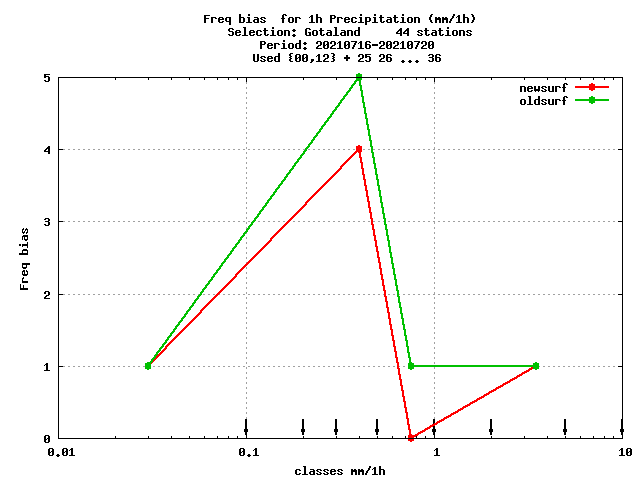 Freq bias  for 1h Precipitation (mm/1h)
Selection: Gotaland     44 stations
Period: 20210716-20210720
Used {00,12} + 25 26 ... 36
newsurf
oldsurf
5
4
3
2
1
0
Freq bias
0.01 0.1 1 10
classes mm/1h